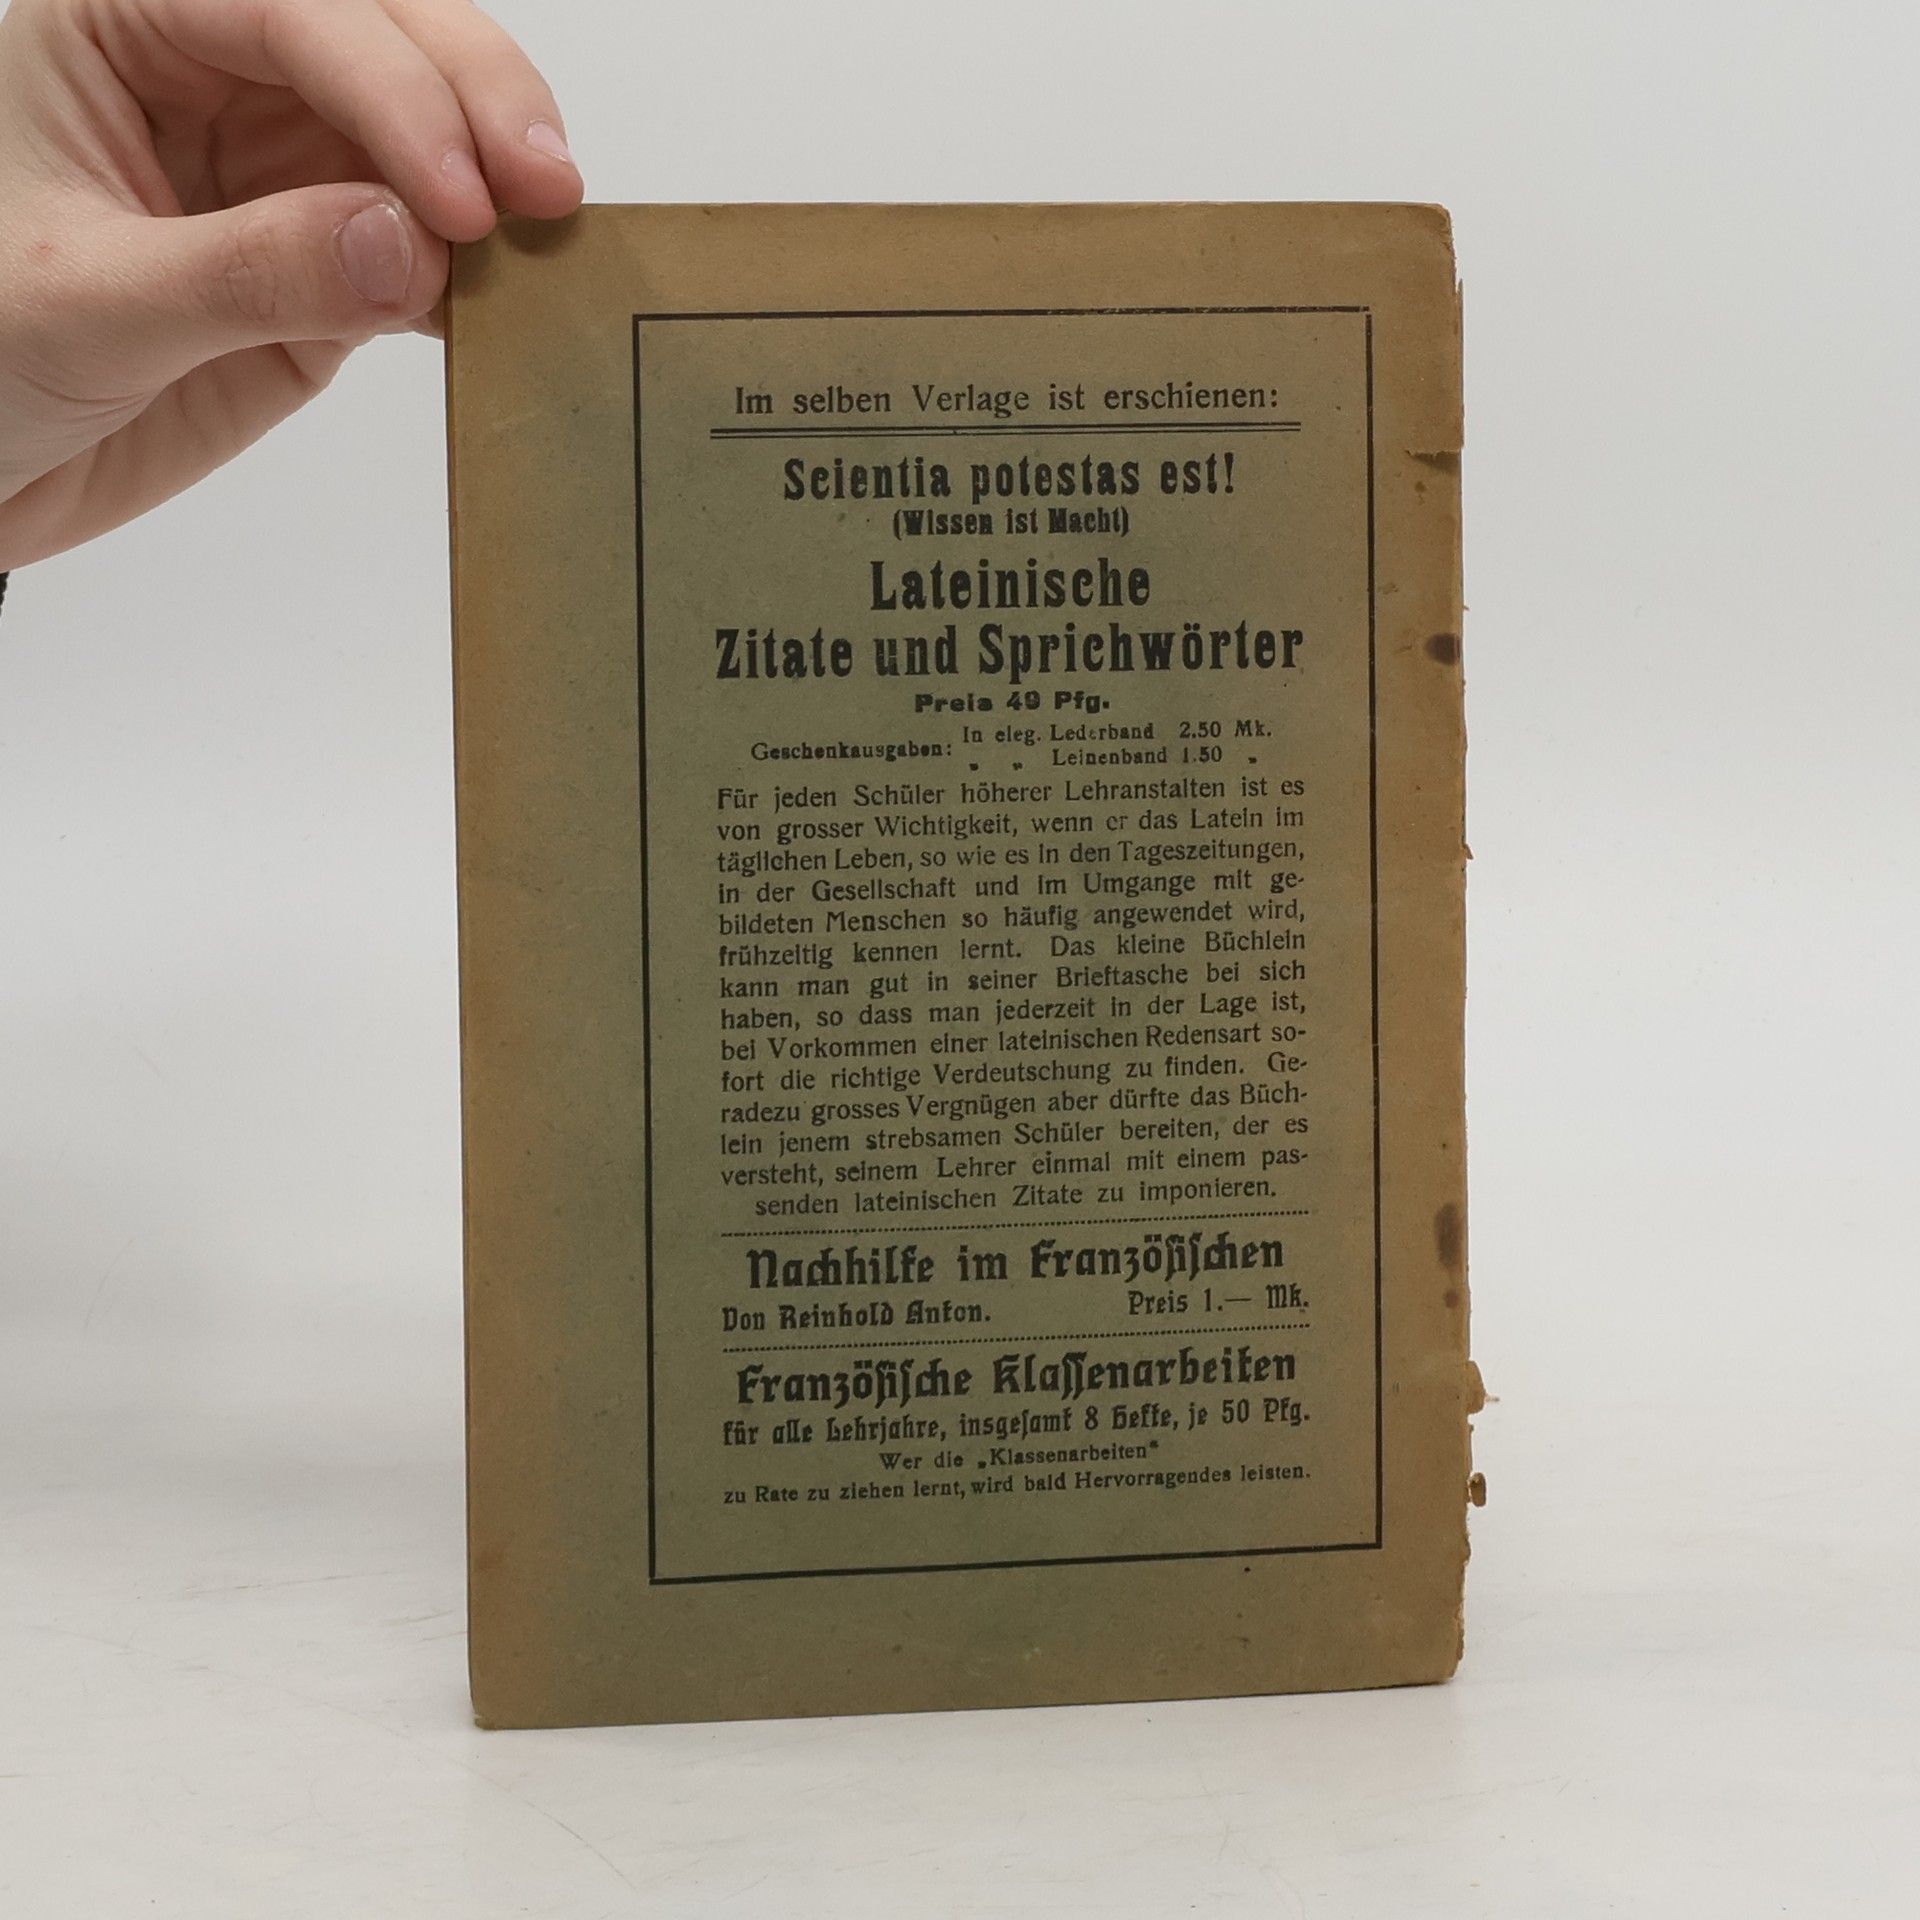 Im selben Verlage ist erschienen:
Scientia potestas est!
(Wissen ist Macht)
Lateinische
Zitate und Sprichwörter
Preis 49 Pfg.
Geschenkausgaben: In eleg. Lederband 2.50 Mk.
„ „ Leinenband 1.50 „
Für jeden Schüler höherer Lehranstalten ist es
von grosser Wichtigkeit, wenn er das Latein im
täglichen Leben, so wie es in den Tageszeitungen,
in der Gesellschaft und im Umgange mit ge-
bildeten Menschen so häufig angewendet wird,
frühzeitig kennen lernt. Das kleine Büchlein
kann man gut in seiner Brieftasche bei sich
haben, so dass man jederzeit in der Lage ist,
bei Vorkommen einer lateinischen Redensart so-
fort die richtige Verdeutschung zu finden. Ge-
radezu grosses Vergnügen aber dürfte das Büch-
lein jenem strebsamen Schüler bereiten, der es
versteht, seinem Lehrer einmal mit einem pas-
senden lateinischen Zitate zu imponieren.
Nachhilfe im Französischen
Von Reinhold Anton. Preis 1.— Mk.
Französische Klassenarbeiten
für alle Lehrjahre, insgesamt 8 Hefte, je 50 Pfg.
Wer die „Klassenarbeiten“
zu Rate zu ziehen lernt, wird bald Hervorragendes leisten.